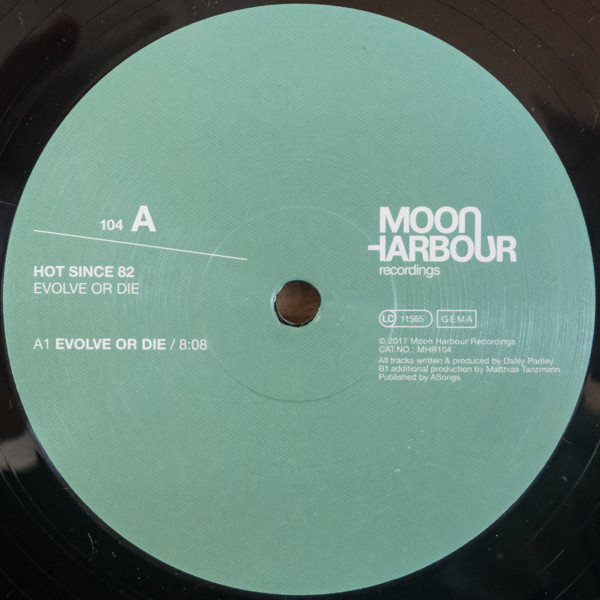 104 A
HOT SINCE 82
EVOLVE OR DIE
A1 EVOLVE OR DIE / 8:08
MOON
HARBOUR
recordings
LC 11565 GEMA
© 2017 Moon Harbour Recordings
CAT.NO.: MHR104
All tracks written & produced by Daley Padley
B1 additional production by Matthias Tanzmann
Published by ASongs